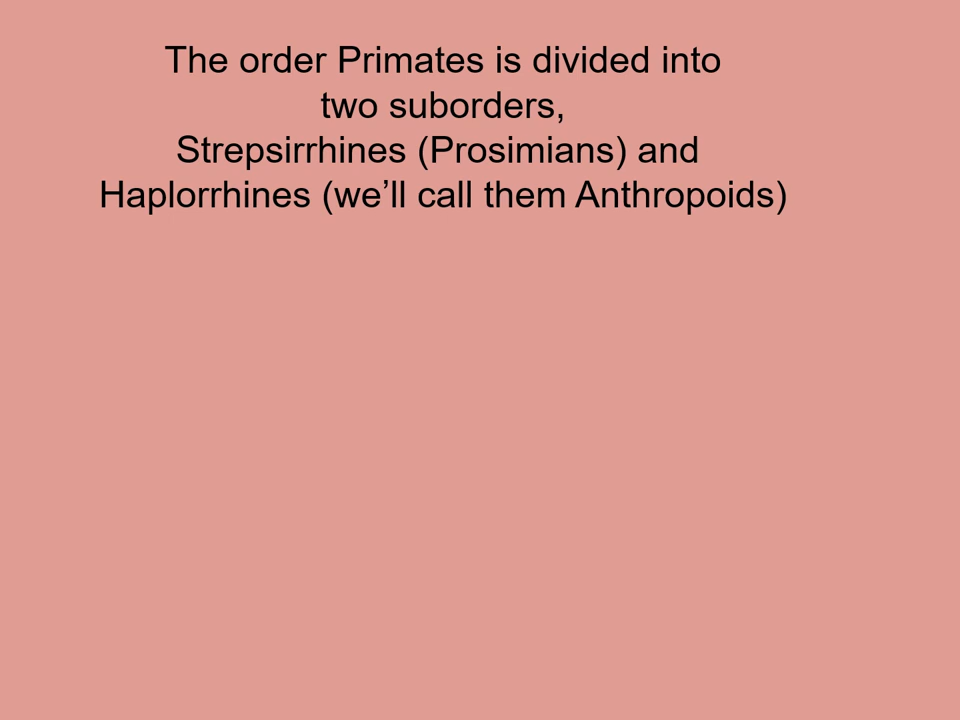 The order Primates is divided into
two suborders,
Strepsirrhines (Prosimians) and
Haplorrhines (we’ll call them Anthropoids)